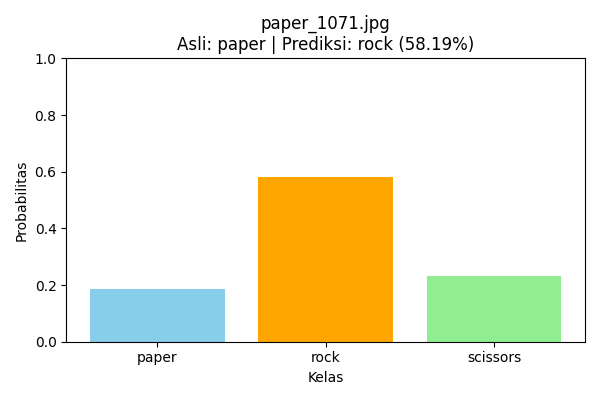 paper_1071.jpg
Asli: paper | Prediksi: rock (58.19%)
1.0
0.8
0.6
0.4
0.2
0.0
Probabilitas
paper
rock
scissors
Kelas